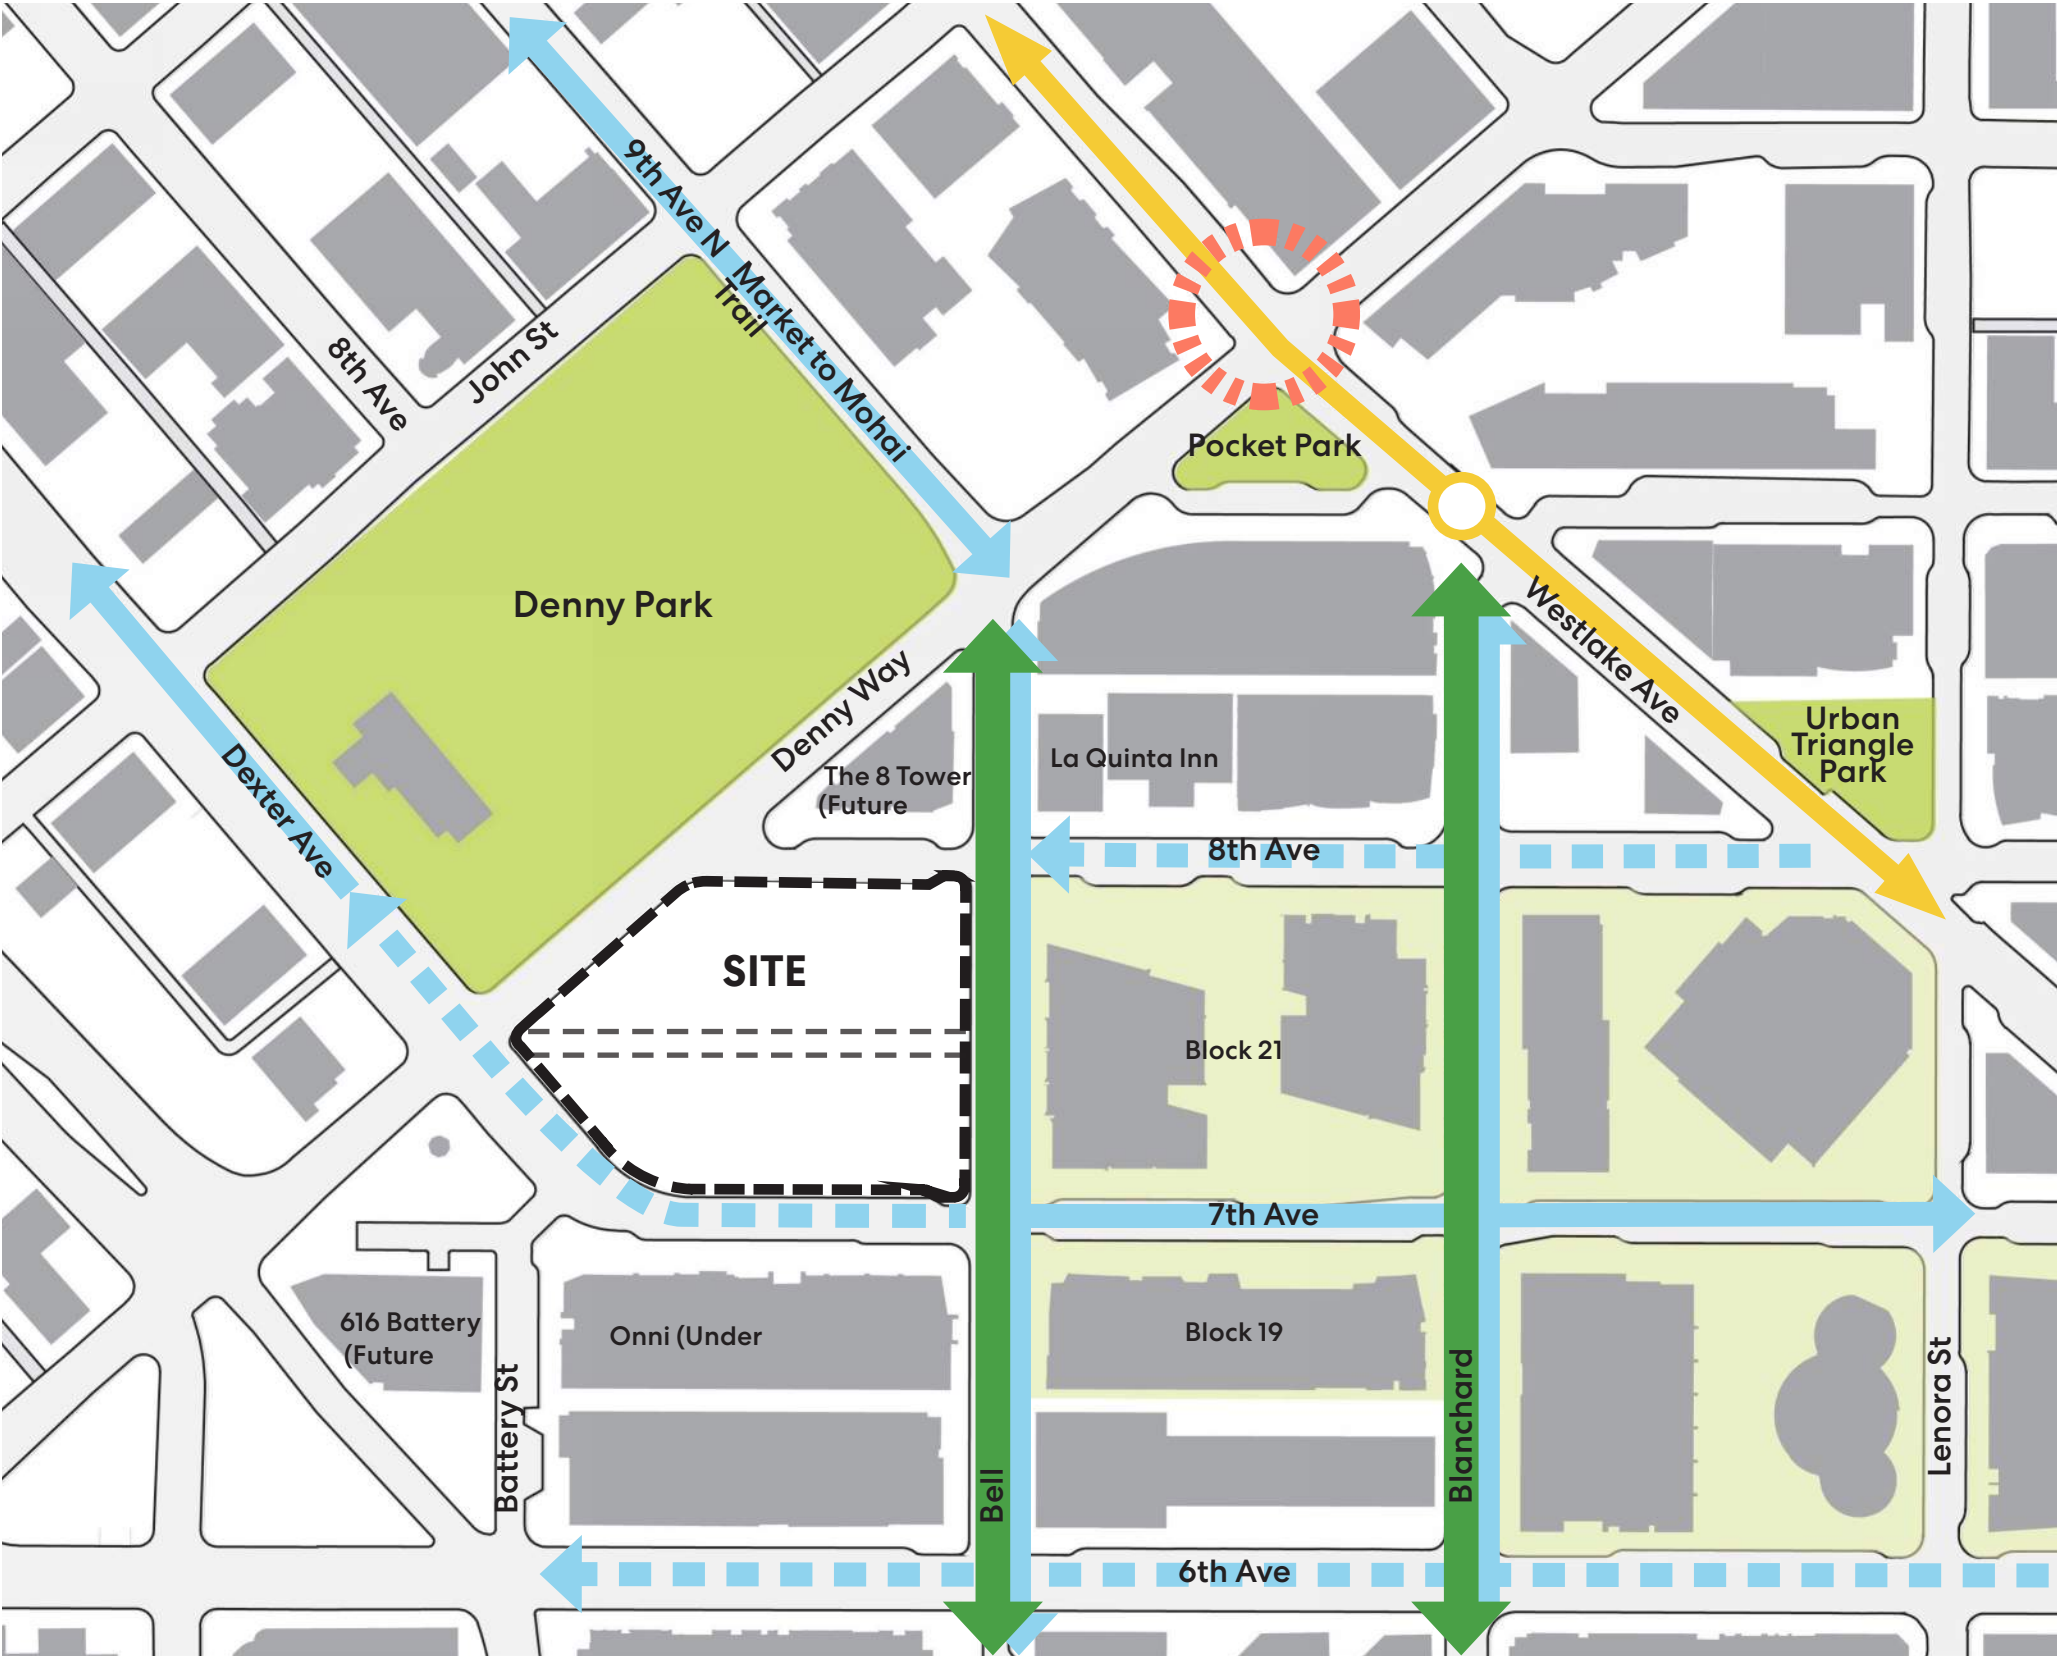 9th Ave N
Market to Mohai
Trail
8th Ave
John St
Pocket Park
Denny Park
Westlake Ave
Denny Way
Urban
Triangle
Park
Dexter Ave
The 8 Tower
(Future
La Quinta Inn
8th Ave
SITE
Block 21
7th Ave
616 Battery
(Future
Onni (Under
Block 19
Battery St
Bell
Blanchard
Lenora St
6th Ave